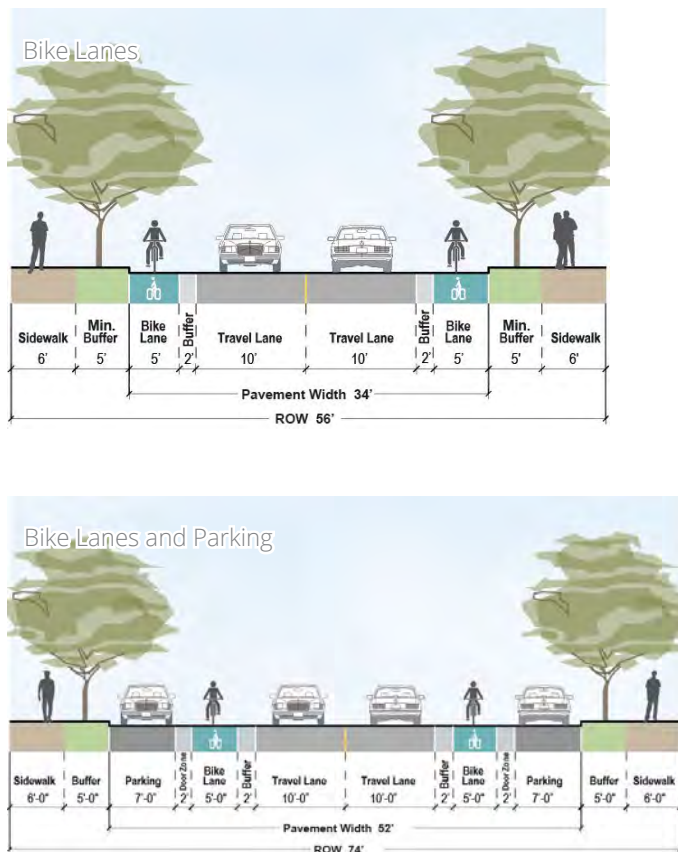 Bike Lanes
Sidewalk 6' Min. Buffer 5' Bike Lane 5' Buffer 2' Travel Lane 10' Travel Lane 10' Buffer 2' Bike Lane 5' Min. Buffer 5' Sidewalk 6'
Pavement Width 34'
ROW 56'
Bike Lanes and Parking
Sidewalk 6'-0" Buffer 5'-0" Parking 7'-0" Door Zone 2' Bike Lane 5'-0" Buffer 2' Travel Lane 10'-0" Travel Lane 10'-0" Buffer 2' Bike Lane 5'-0" Door Zone 2' Parking 7'-0" Buffer 5'-0" Sidewalk 6'-0"
Pavement Width 52'
ROW 74'